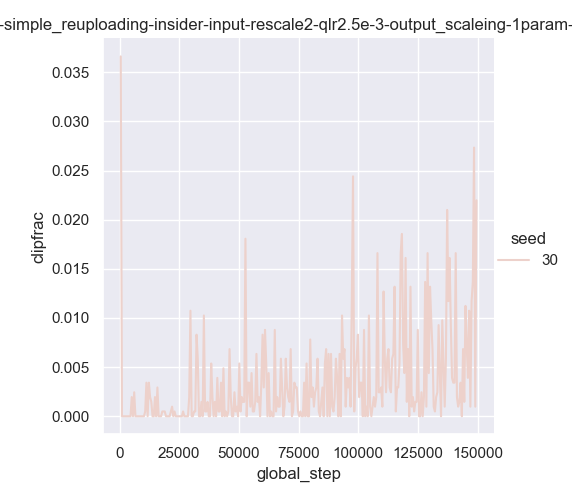 -simple_reuploading-insider-input-rescale2-qlr2.5e-3-output_scaleing-1param-
0.035
0.030
0.025
0.020
0.015
0.010
0.005
0.000
dipfrac
0 25000 50000 75000 100000 125000 150000
global_step
seed
30